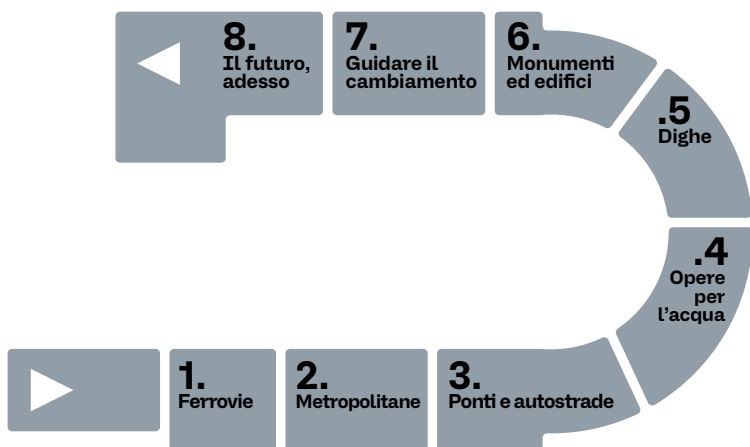 8.
Il futuro,
adesso
7.
Guidare il
cambiamento
6.
Monumenti
ed edifici
.5
Dighe
.4
Opere
per
l'acqua
1.
Ferrovie
2.
Metropolitane
3.
Ponti e autostrade